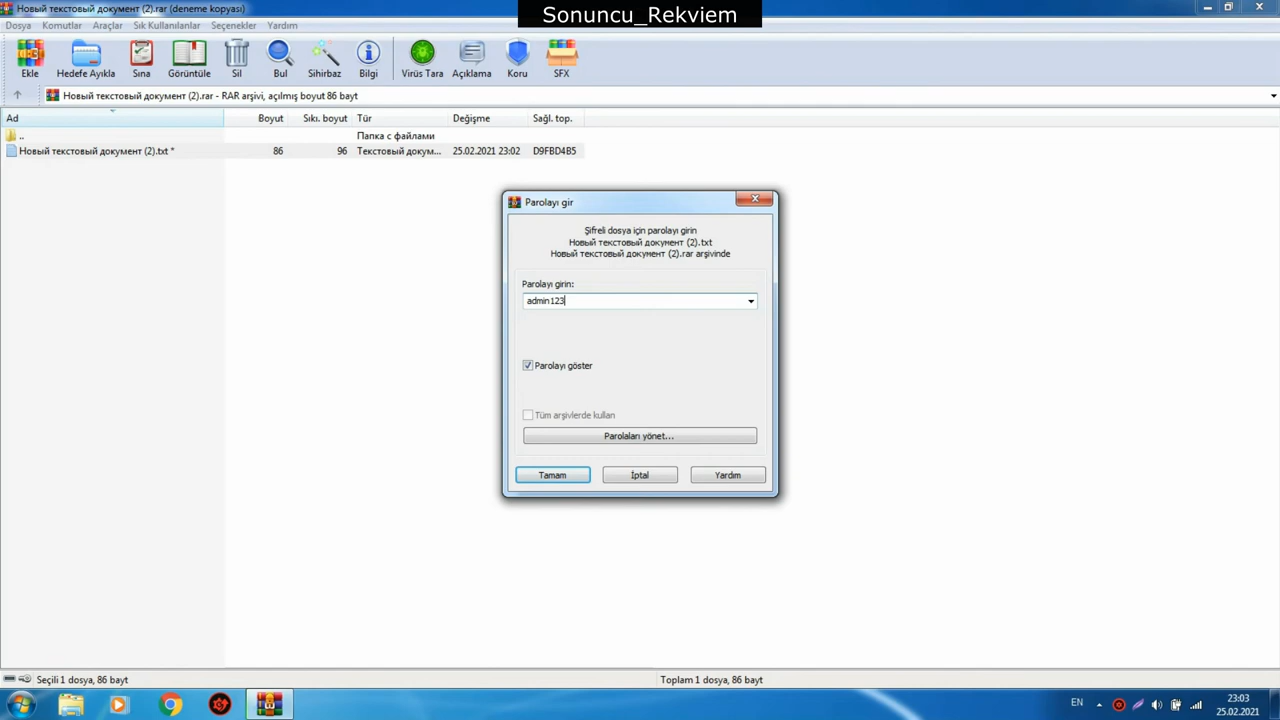 Новый текстовый документ (2).rar (deneme kopyası)
Sonuncu_Rekviem
Dosya Komutlar Araçlar Sık Kullanılanlar Seçenekler Yardım
Ekle Hedefe Ayıkla Sına Görüntüle Sil Bul Sihirbaz Bilgi Virüs Tara Açıklama Koru SFX
Новый текстовый документ (2).rar - RAR arşivi, açılmış boyut 86 bayt
Ad Boyut Sıkı. boyut Tür Değişme Sağl. top.
.. Папка с файлами
Новый текстовый документ (2).txt * 86 96 Текстовый докум... 25.02.2021 23:02 D9FBD4B5
Parolayı gir
Şifreli dosya için parolayı girin
Новый текстовый документ (2).txt
Новый текстовый документ (2).rar arşivinde
Parolayı girin:
admin123
Parolayı göster
Tüm arşivlerde kullan
Parolaları yönet...
Tamam İptal Yardım
Seçili 1 dosya, 86 bayt Toplam 1 dosya, 86 bayt
EN 23:03
25.02.2021